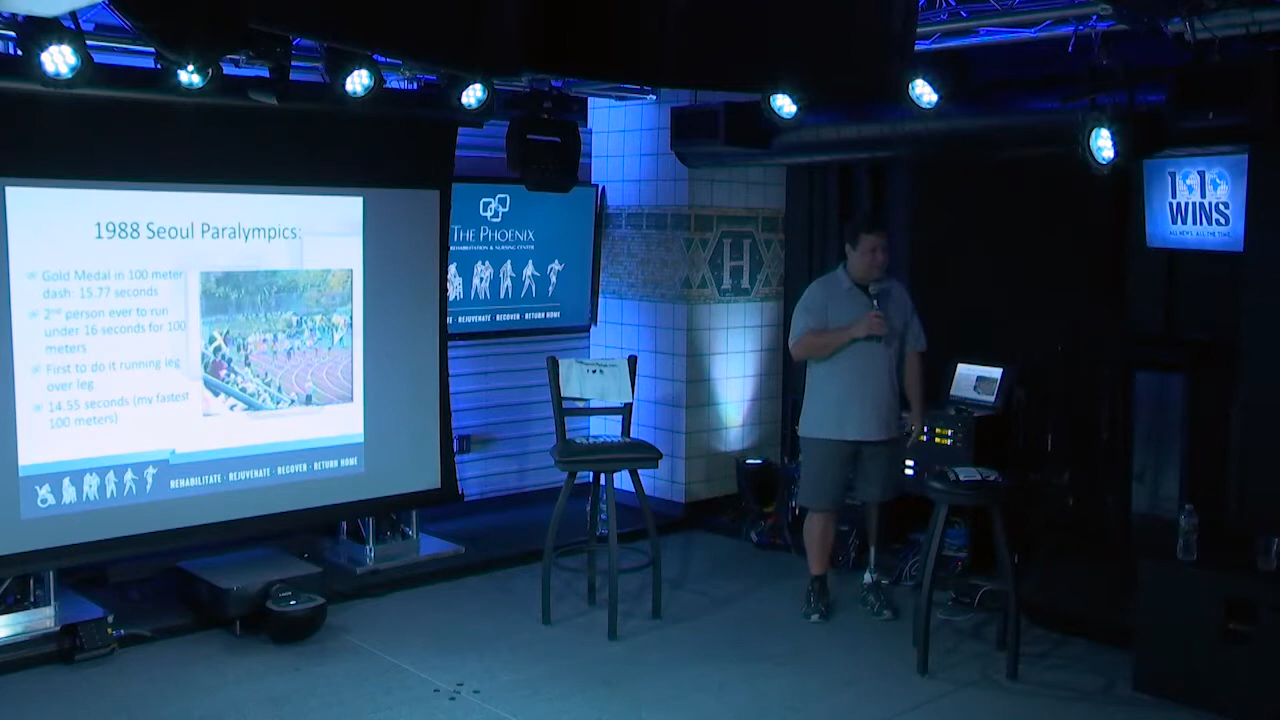 1988 Seoul Paralympics:
Gold Medal in 100 meter
dash: 15.77 seconds
2nd person ever to run
under 16 seconds for 100
meters
First to do it running leg
over leg
14.55 seconds (my fastest
100 meters)
REHABILITATE · REJUVENATE · RECOVER · RETURN HOME
THE PHOENIX
REHABILITATION & NURSING CENTER
REJUVENATE · RECOVER · RETURN HOME
H
1010
WINS
ALL NEWS. ALL THE TIME.